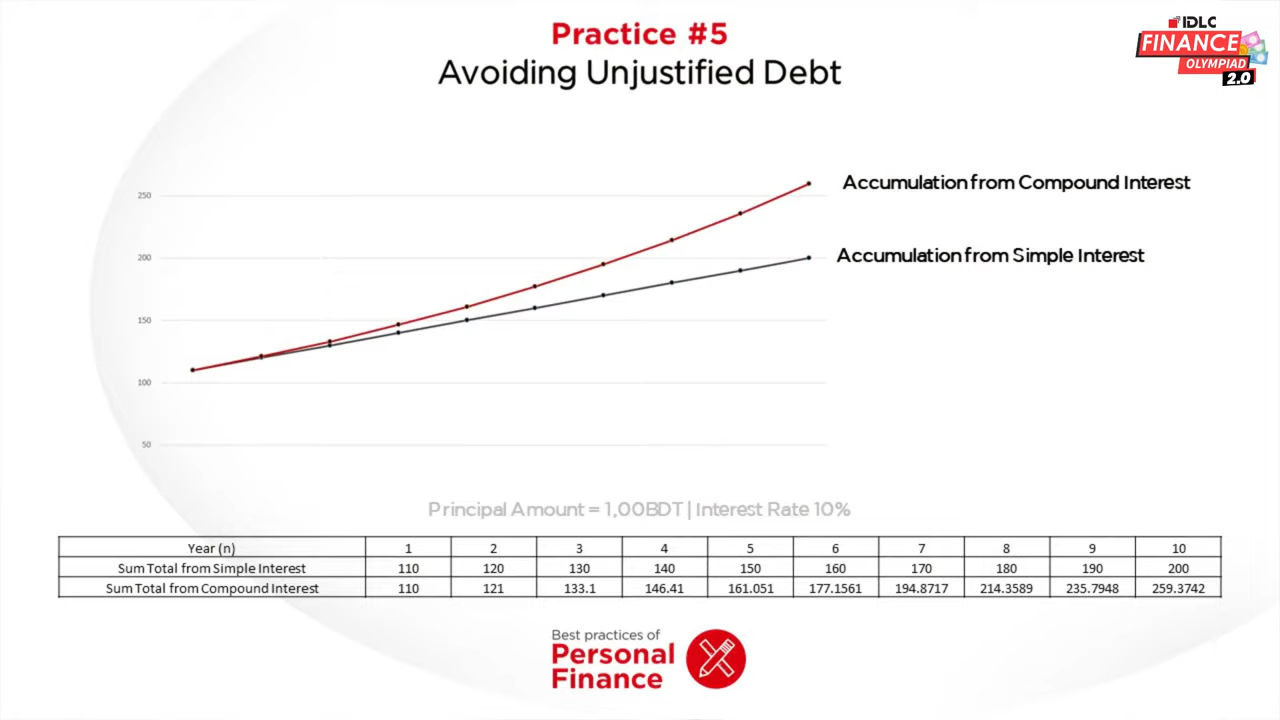 Practice #5
Avoiding Unjustified Debt
IDLC
FINANCE
OLYMPIAD
2.0
250
200
150
100
50
Accumulation from Compound Interest
Accumulation from Simple Interest
Principal Amount = 1,00BDT | Interest Rate 10%
Year (n) 1 2 3 4 5 6 7 8 9 10
Sum Total from Simple Interest 110 120 130 140 150 160 170 180 190 200
Sum Total from Compound Interest 110 121 133.1 146.41 161.051 177.1561 194.8717 214.3589 235.7948 259.3742
Best practices of
Personal
Finance